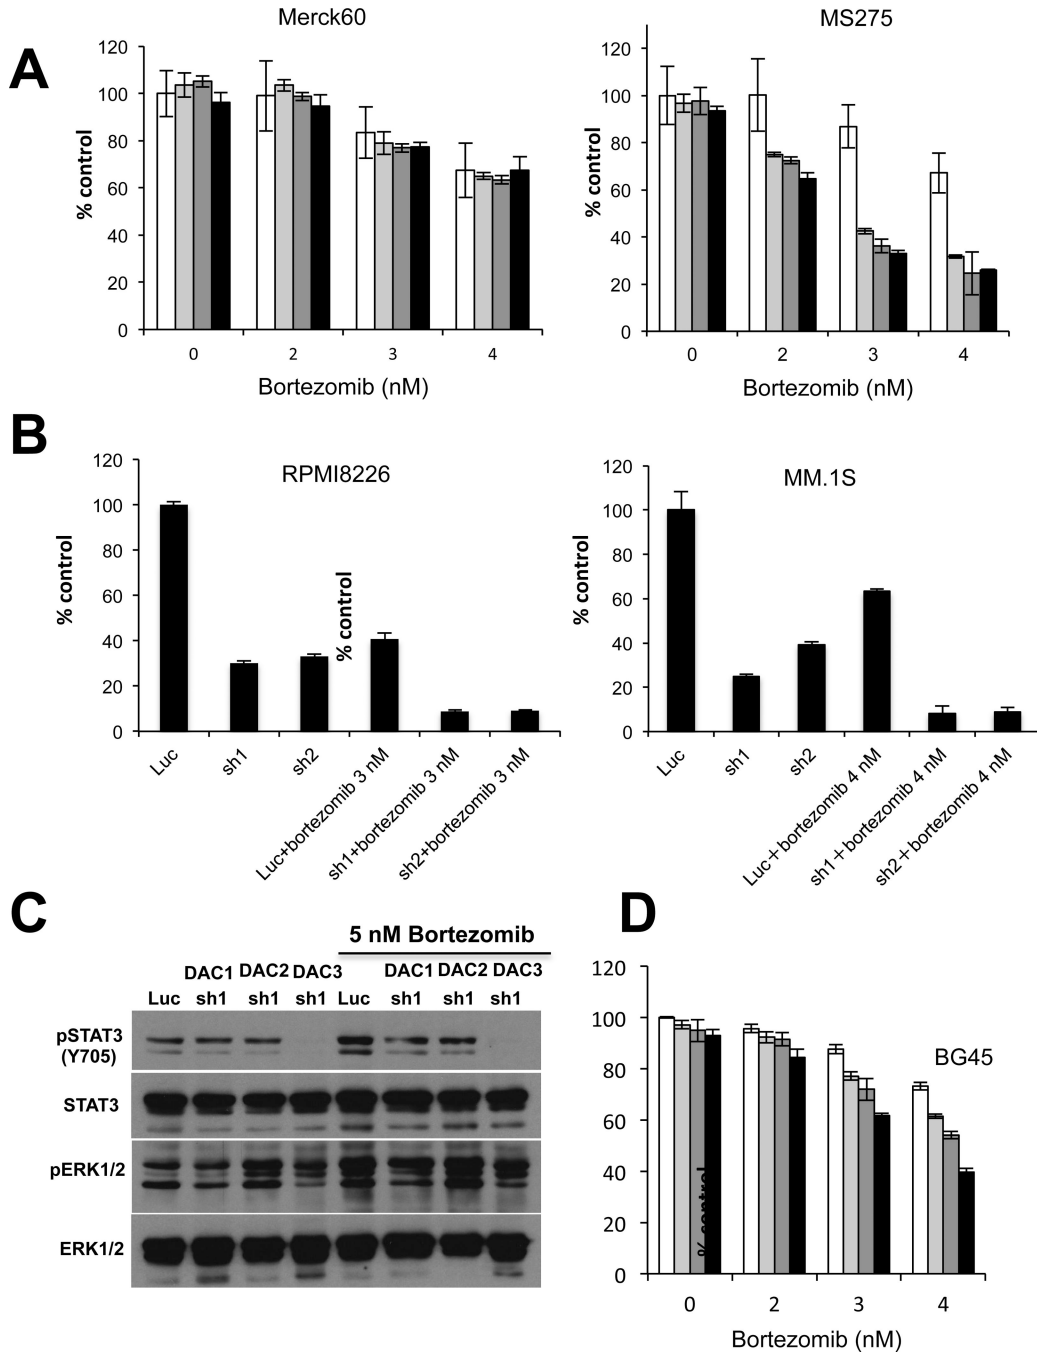 A
Merck60
% control
120
100
80
60
40
20
0
0 2 3 4
Bortezomib (nM)
MS275
% control
120
100
80
60
40
20
0
0 2 3 4
Bortezomib (nM)
B
RPMI8226
% control
120
100
80
60
40
20
0
% control
Luc
sh1
sh2
Luc+bortezomib 3 nM
sh1+bortezomib 3 nM
sh2+bortezomib 3 nM
MM.1S
% control
120
100
80
60
40
20
0
Luc
sh1
sh2
Luc+bortezomib 4 nM
sh1+bortezomib 4 nM
sh2+bortezomib 4 nM
C
5 nM Bortezomib
DAC1 DAC2 DAC3 DAC1 DAC2 DAC3
Luc sh1 sh1 sh1 Luc sh1 sh1 sh1
pSTAT3
(Y705)
STAT3
pERK1/2
ERK1/2
D
BG45
120
100
80
60
40
20
0
% control
0 2 3 4
Bortezomib (nM)